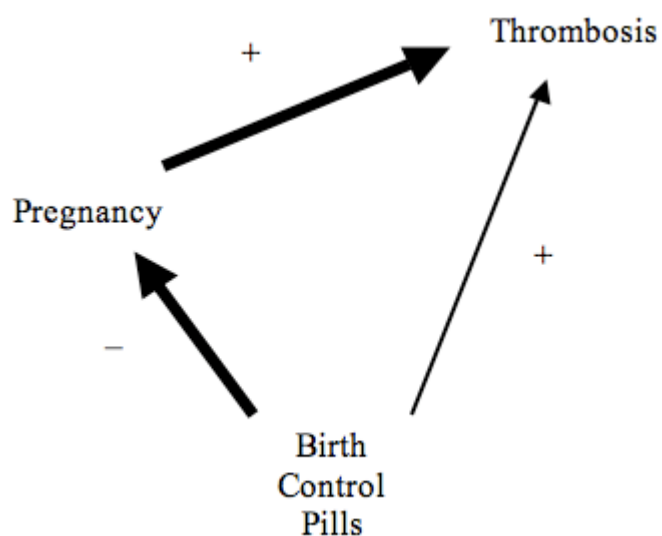 Thrombosis
+
Pregnancy
+
–
Birth
Control
Pills